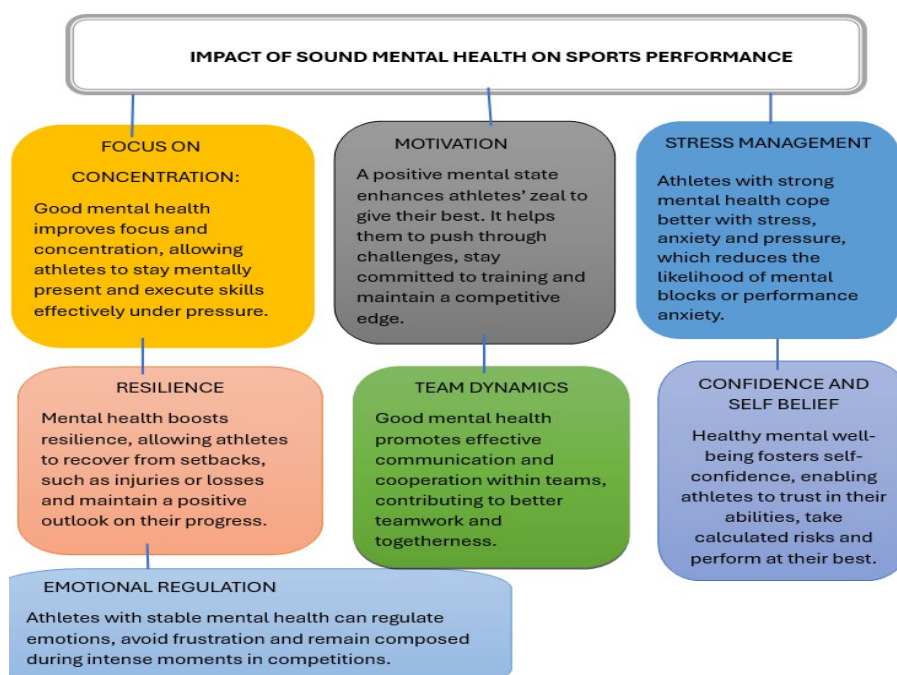 IMPACT OF SOUND MENTAL HEALTH ON SPORTS PERFORMANCE
FOCUS ON
CONCENTRATION:
Good mental health
improves focus and
concentration, allowing
athletes to stay mentally
present and execute skills
effectively under pressure.
MOTIVATION
A positive mental state
enhances athletes’ zeal to
give their best. It helps
them to push through
challenges, stay
committed to training and
maintain a competitive
edge.
STRESS MANAGEMENT
Athletes with strong
mental health cope
better with stress,
anxiety and pressure,
which reduces the
likelihood of mental
blocks or performance
anxiety.
RESILIENCE
Mental health boosts
resilience, allowing athletes
to recover from setbacks,
such as injuries or losses
and maintain a positive
outlook on their progress.
TEAM DYNAMICS
Good mental health
promotes effective
communication and
cooperation within teams,
contributing to better
teamwork and
togetherness.
CONFIDENCE AND
SELF BELIEF
Healthy mental well-
being fosters self-
confidence, enabling
athletes to trust in their
abilities, take
calculated risks and
perform at their best.
EMOTIONAL REGULATION
Athletes with stable mental health can regulate
emotions, avoid frustration and remain composed
during intense moments in competitions.